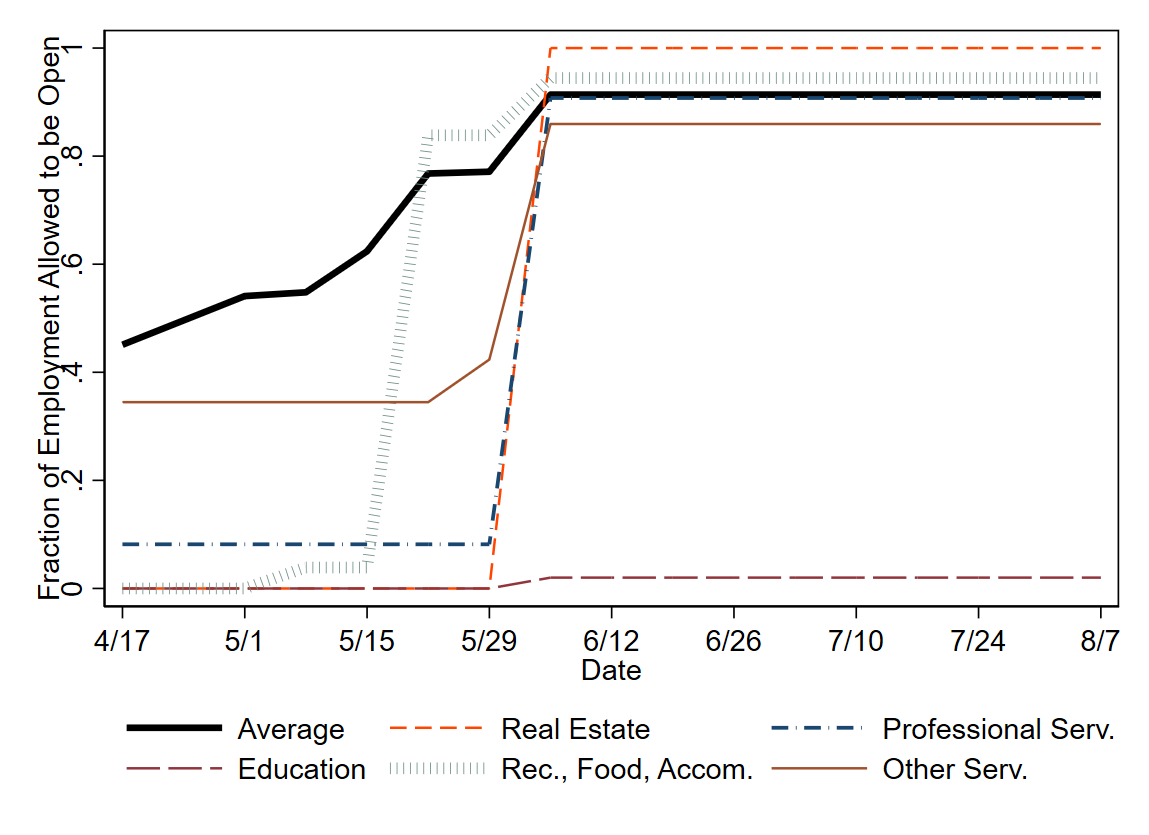 Fraction of Employment Allowed to be Open
1
.8
.6
.4
.2
0
4/17 5/1 5/15 5/29 6/12 6/26 7/10 7/24 8/7
Date
Average Real Estate Professional Serv.
Education Rec., Food, Accom. Other Serv.